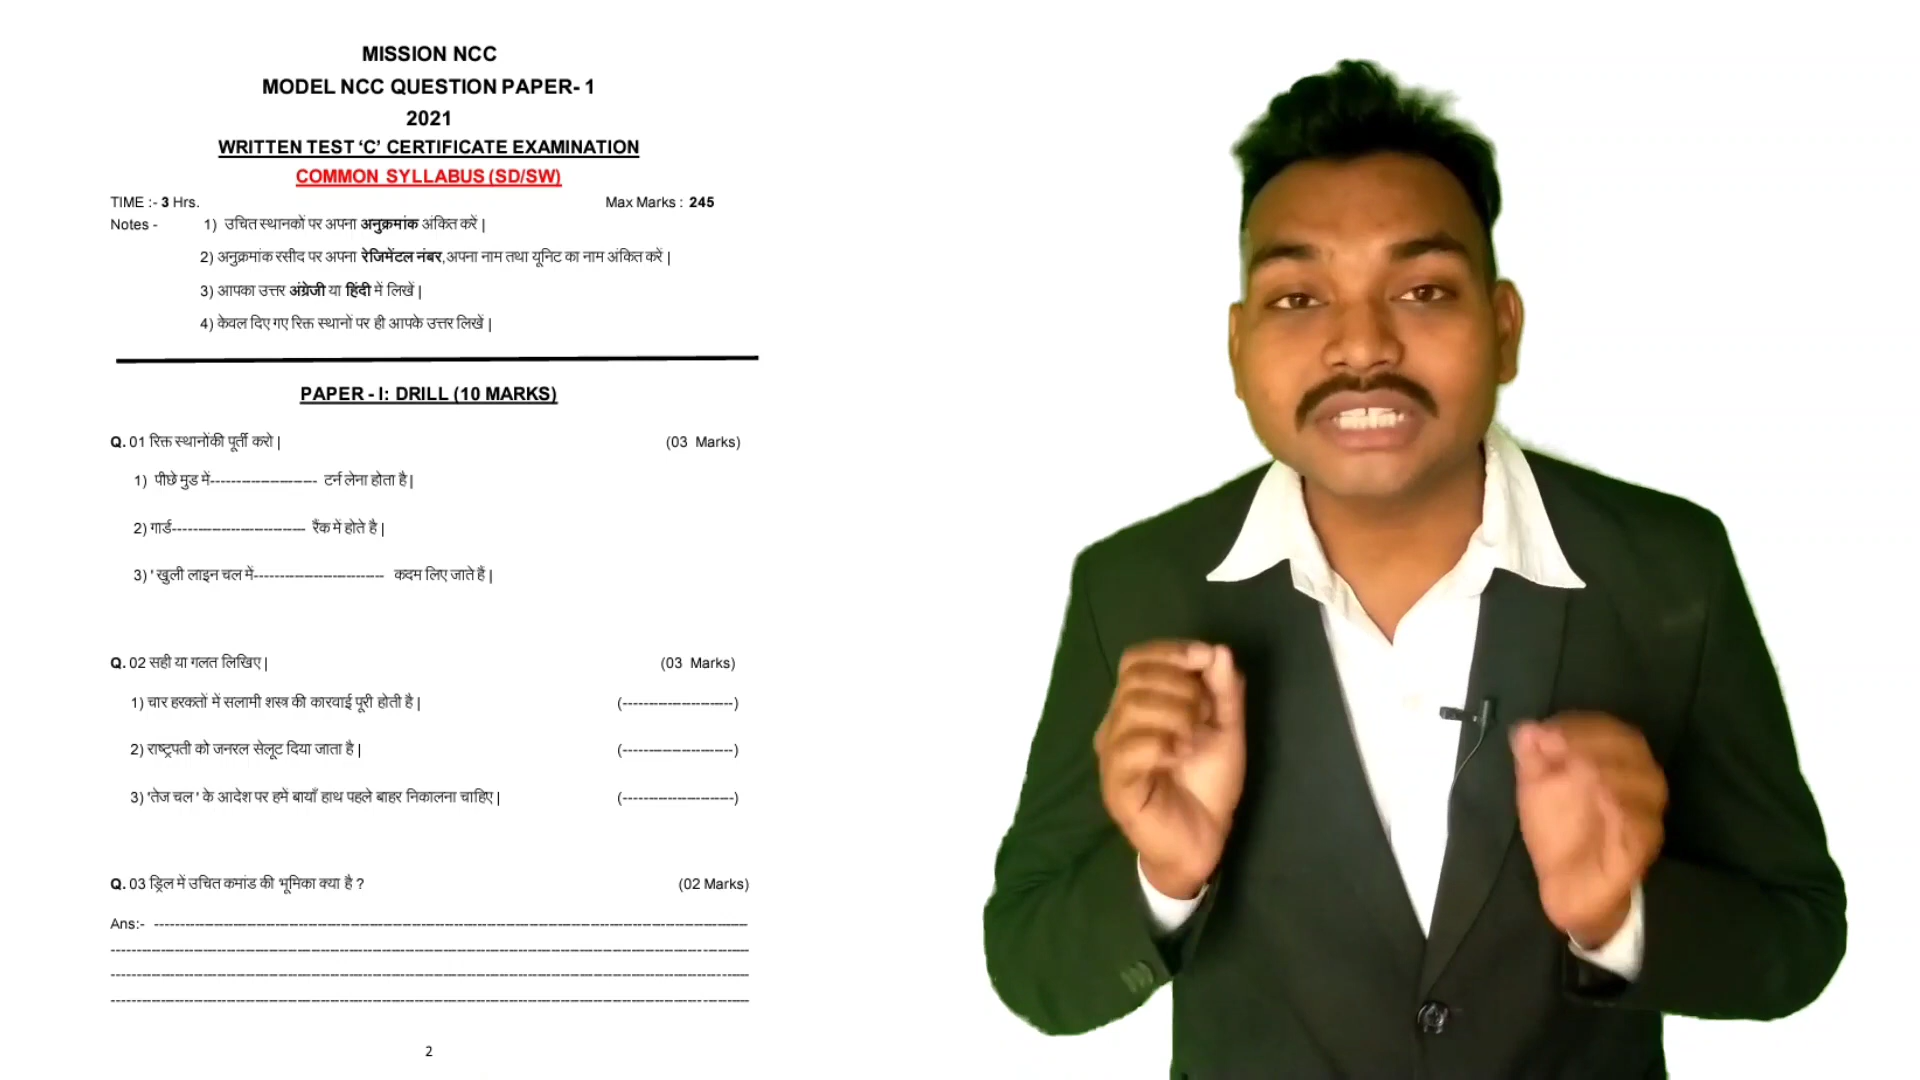 MISSION NCC
MODEL NCC QUESTION PAPER- 1
2021
WRITTEN TEST ‘C’ CERTIFICATE EXAMINATION
COMMON SYLLABUS (SD/SW)
TIME :- 3 Hrs. Max Marks : 245
Notes - 1) उचित स्थानकों पर अपना अनुक्रमांक अंकित करें |
2) अनुक्रमांक रसीद पर अपना रेजिमेंटल नंबर,अपना नाम तथा यूनिट का नाम अंकित करें |
3) आपका उत्तर अंग्रेजी या हिंदी में लिखें |
4) केवल दिए गए रिक्त स्थानों पर ही आपके उत्तर लिखें |
PAPER - I: DRILL (10 MARKS)
Q. 01 रिक्त स्थानोंकी पूर्ती करो | (03 Marks)
1) पीछे मुड में---------------------- टर्न लेना होता है |
2) गार्ड--------------------------- रैंक में होते है |
3) ' खुली लाइन चल में--------------------------- कदम लिए जाते हैं |
Q. 02 सही या गलत लिखिए | (03 Marks)
1) चार हरकतों में सलामी शस्त्र की कारवाई पूरी होती है | (-----------------------)
2) राष्ट्रपती को जनरल सेलूट दिया जाता है | (-----------------------)
3) 'तेज चल ' के आदेश पर हमें बायाँ हाथ पहले बाहर निकालना चाहिए | (-----------------------)
Q. 03 ड्रिल में उचित कमांड की भूमिका क्या है ? (02 Marks)
Ans:- ------------------------------------------------------------
------------------------------------------------------------
------------------------------------------------------------
------------------------------------------------------------
2